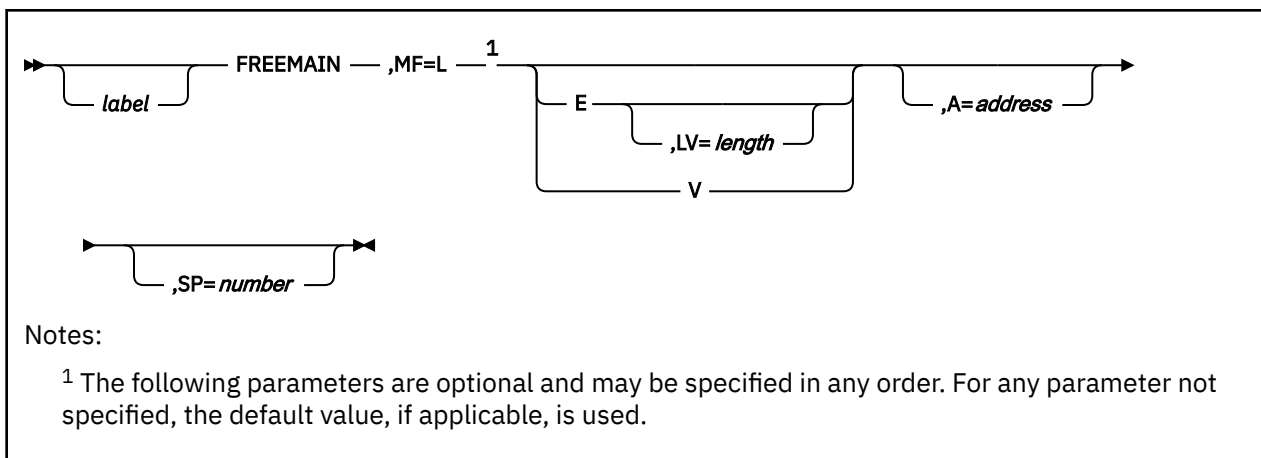 1
label FREEMAIN ,MF=L E ,A=address
,LV=length
V
,SP=number
Notes:
1 The following parameters are optional and may be specified in any order. For any parameter not
specified, the default value, if applicable, is used.